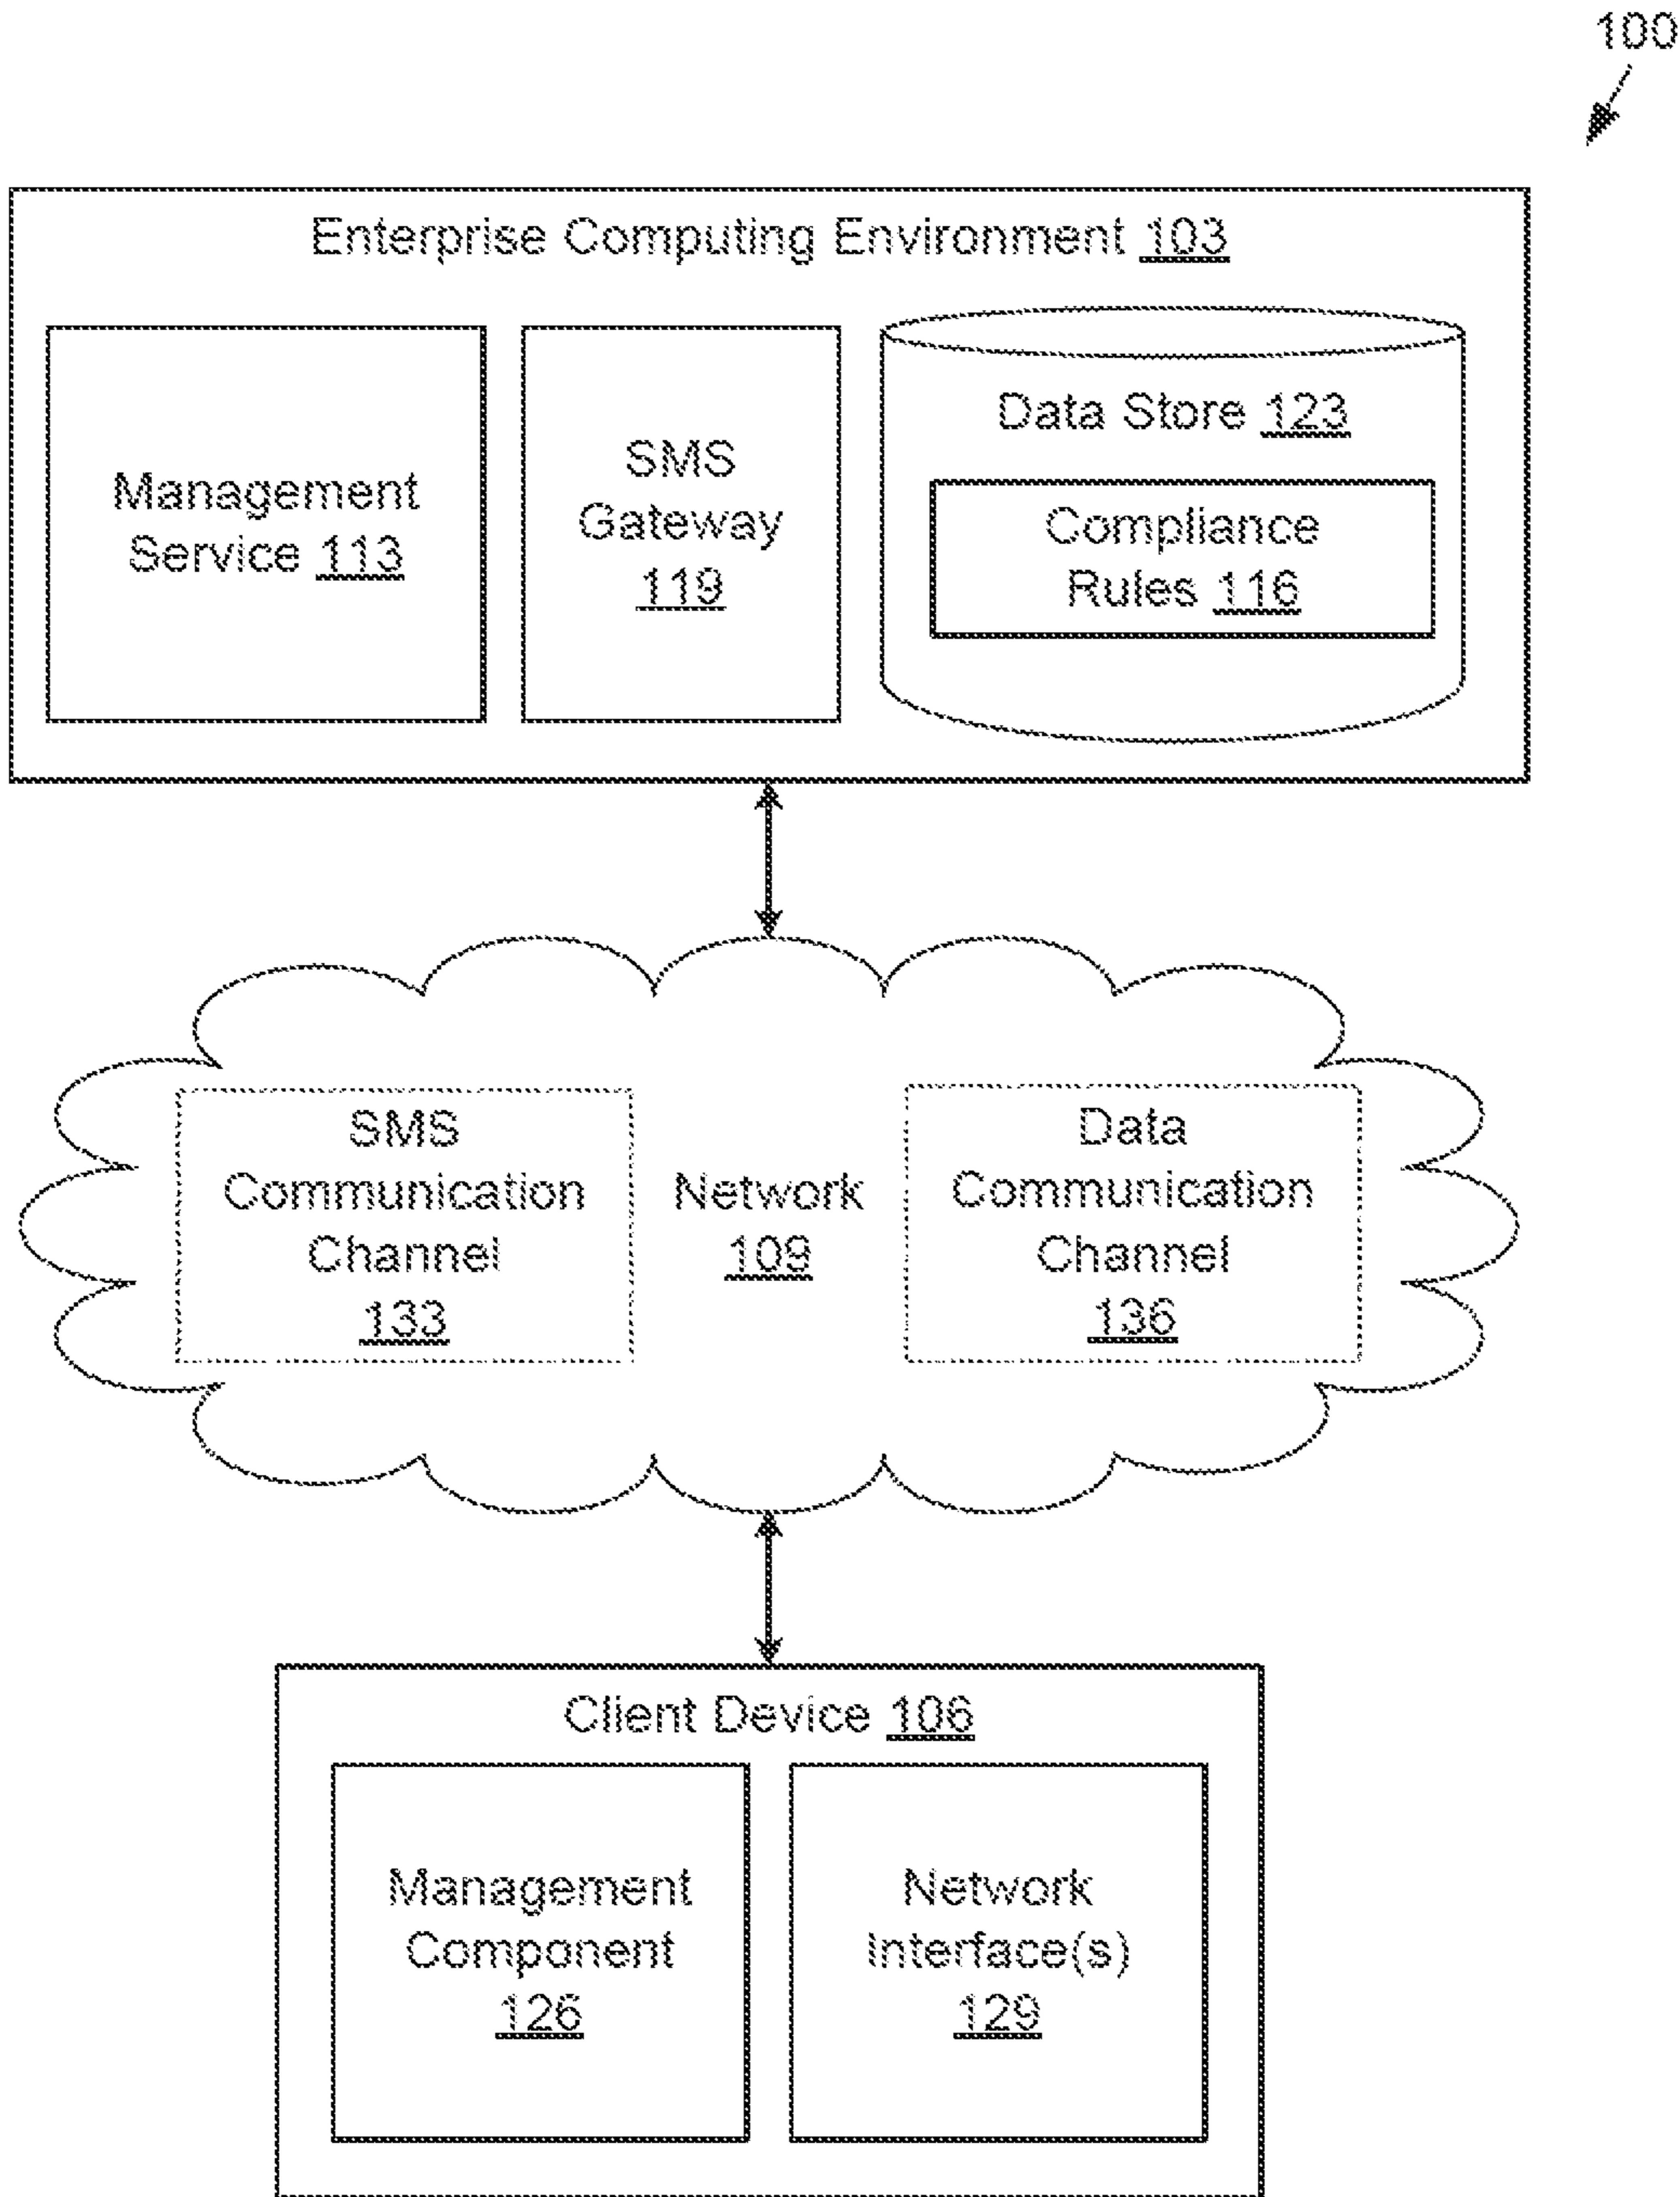 100
Enterprise Computing Environment 103
Management
Service 113
SMS
Gateway
119
Data Store 123
Compliance
Rules 116
SMS
Communication
Channel
133
Network
109
Data
Communication
Channel
136
Client Device 106
Management
Component
126
Network
Interface(s)
129